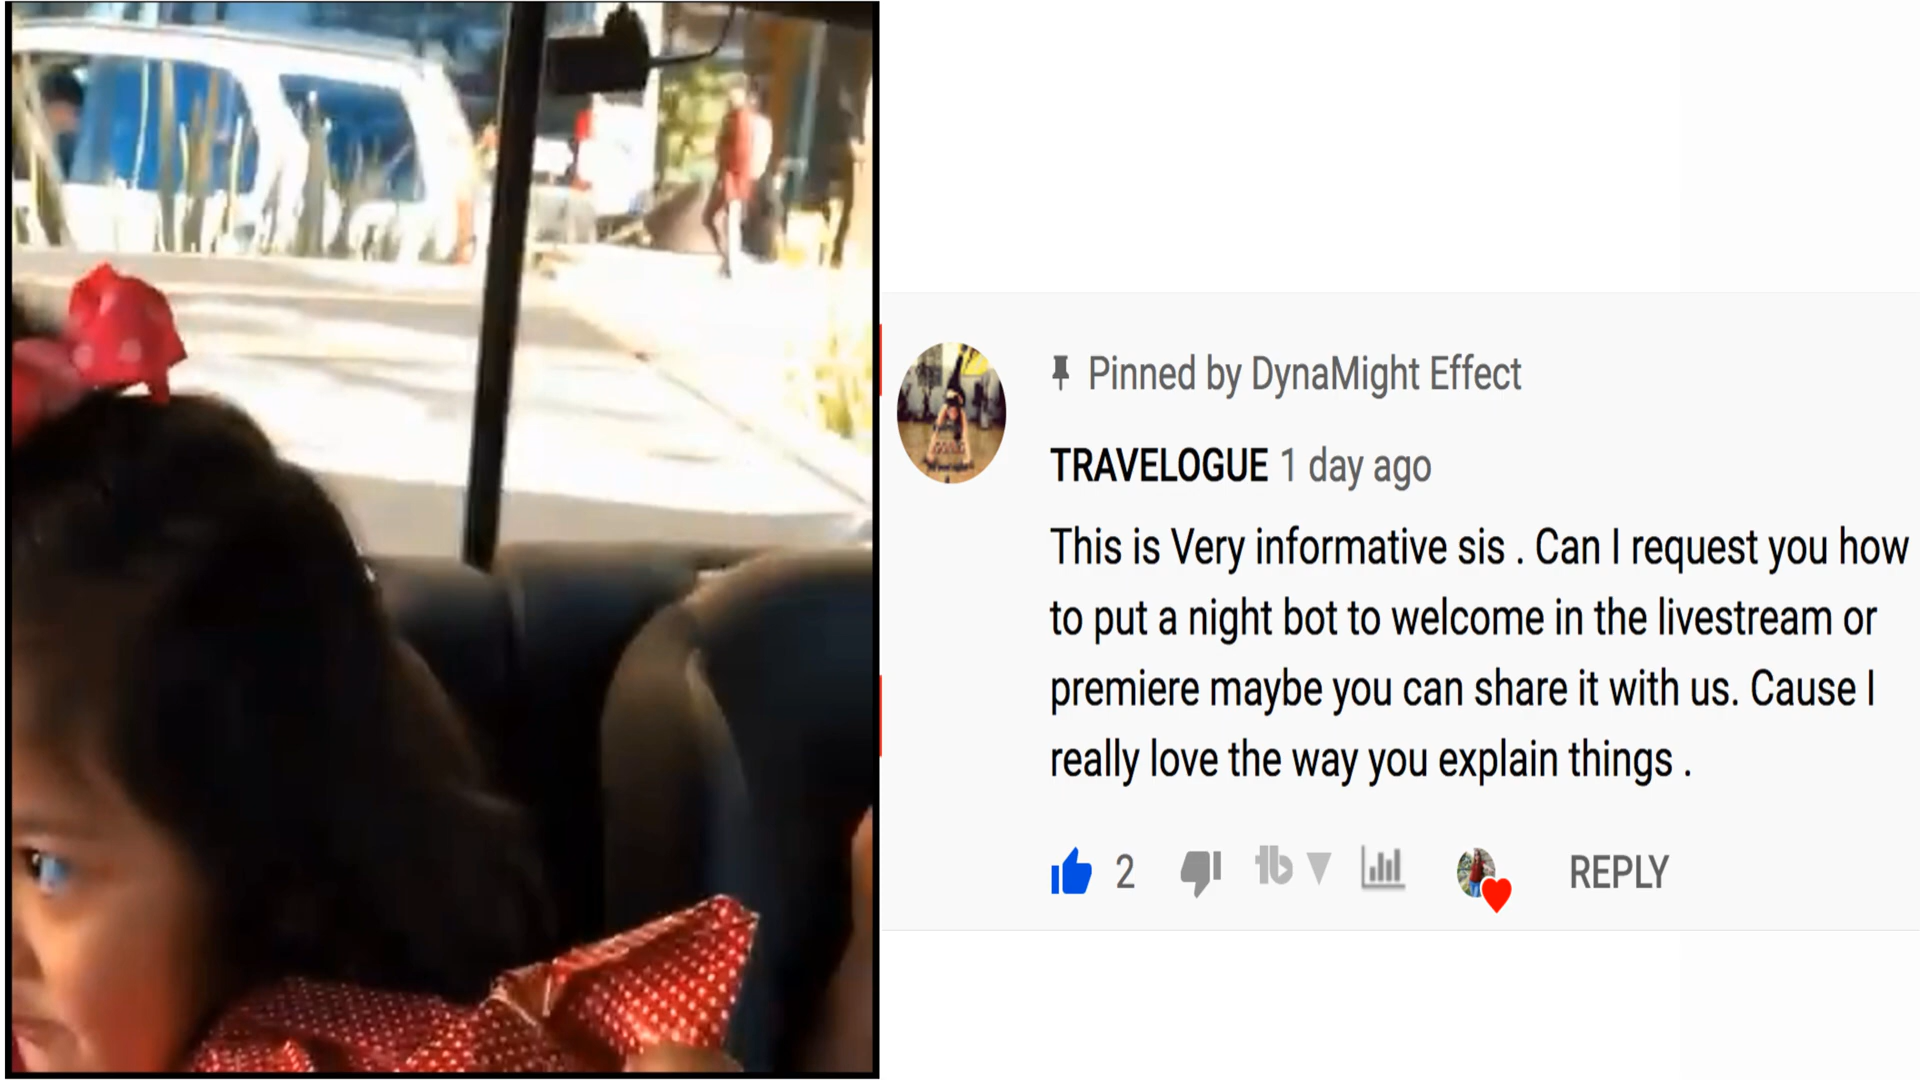 Pinned by DynaMight Effect
TRAVELOGUE 1 day ago
This is Very informative sis . Can I request you how
to put a night bot to welcome in the livestream or
premiere maybe you can share it with us. Cause I
really love the way you explain things .
2 tb REPLY